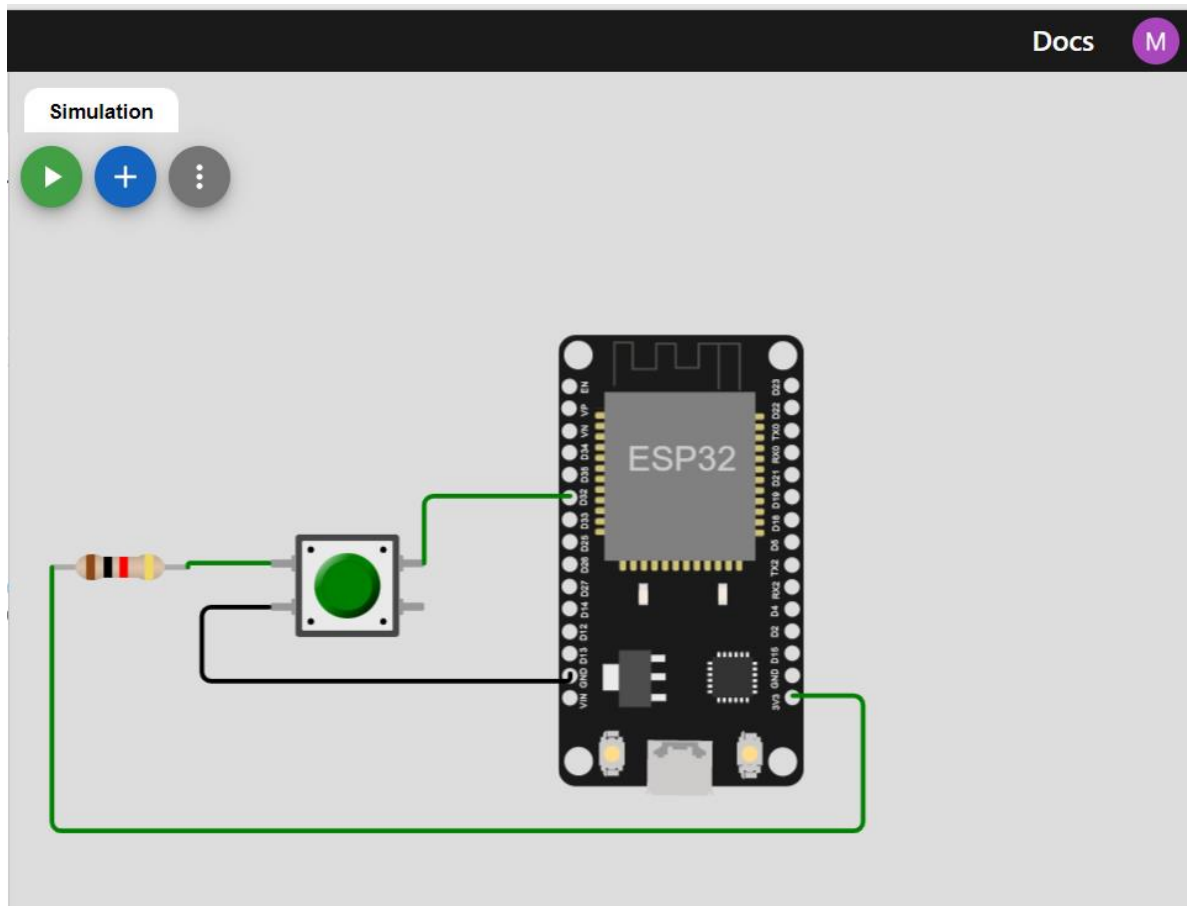 Docs
M
Simulation
ESP32
EN
VP
VN
D34
D35
D32
D33
D25
D26
D27
D14
D12
D13
GND
VIN
D23
D22
TX0
RX0
D21
D19
D18
D5
TX2
RX2
D4
D2
D15
GND
3V3